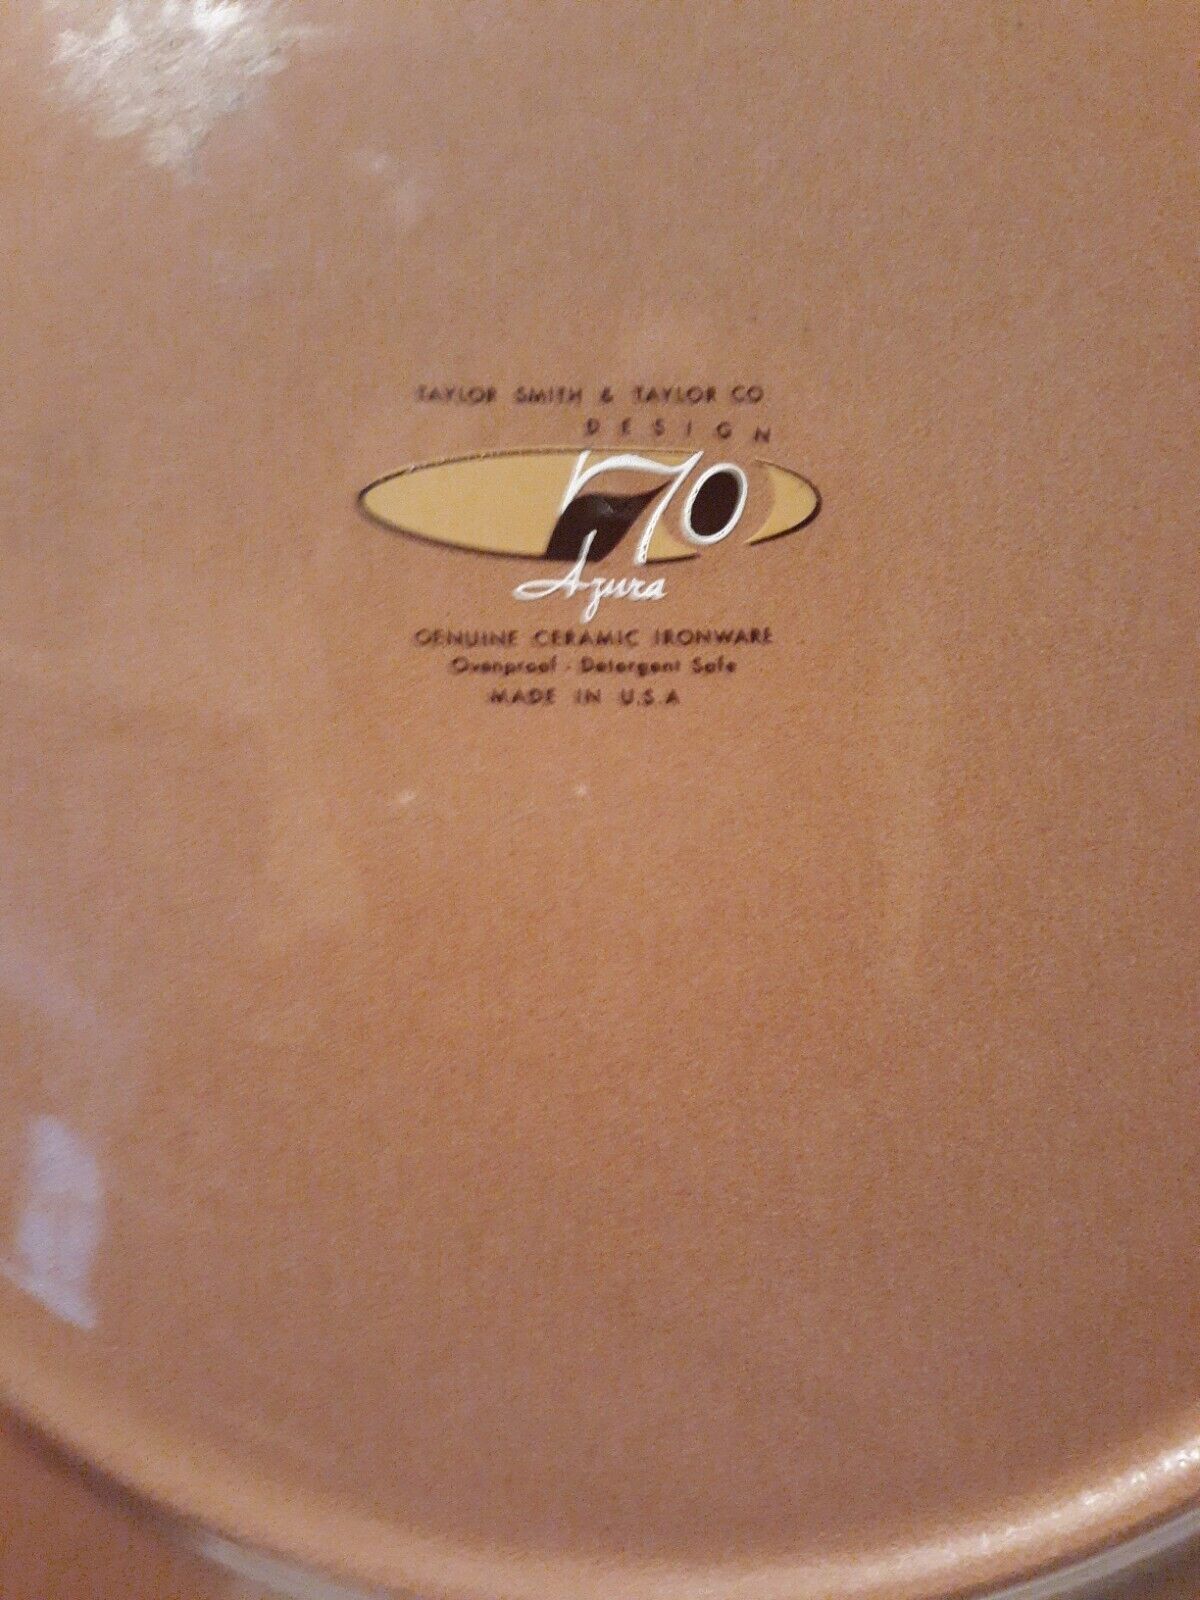 TAYLOR SMITH & TAYLOR CO.
DESIGN
70
Azura
GENUINE CERAMIC IRONWARE
Ovenproof - Detergent Safe
MADE IN U.S.A